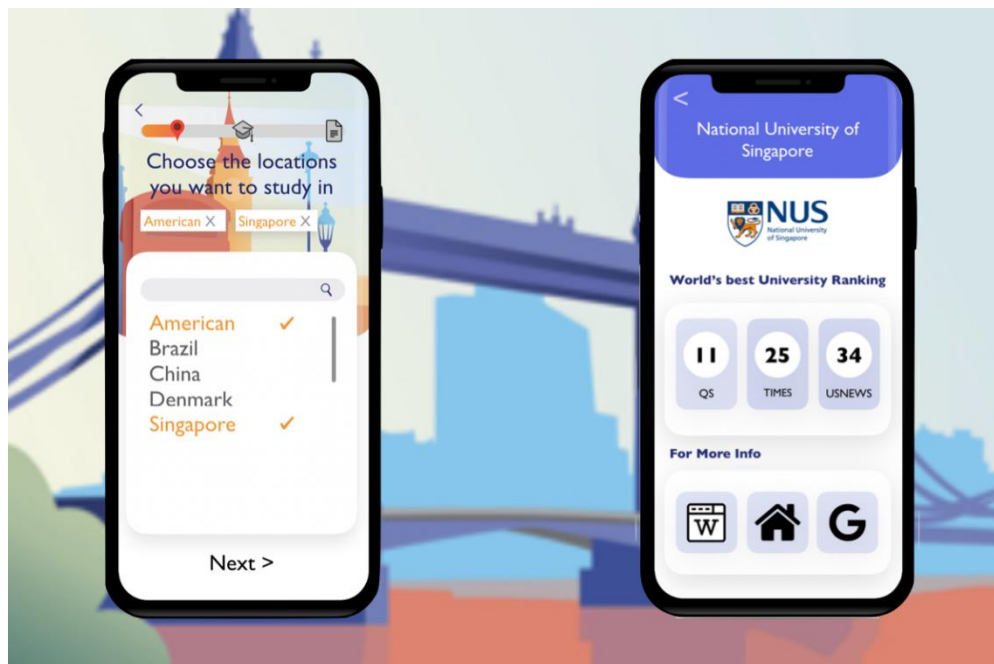 Choose the locations
you want to study in
American X
Singapore X
American ✓
Brazil
China
Denmark
Singapore ✓
Next >
<
National University of
Singapore
NUS
National University
of Singapore
World's best University Ranking
11
25
34
QS
TIMES
USNEWS
For More Info
W
G